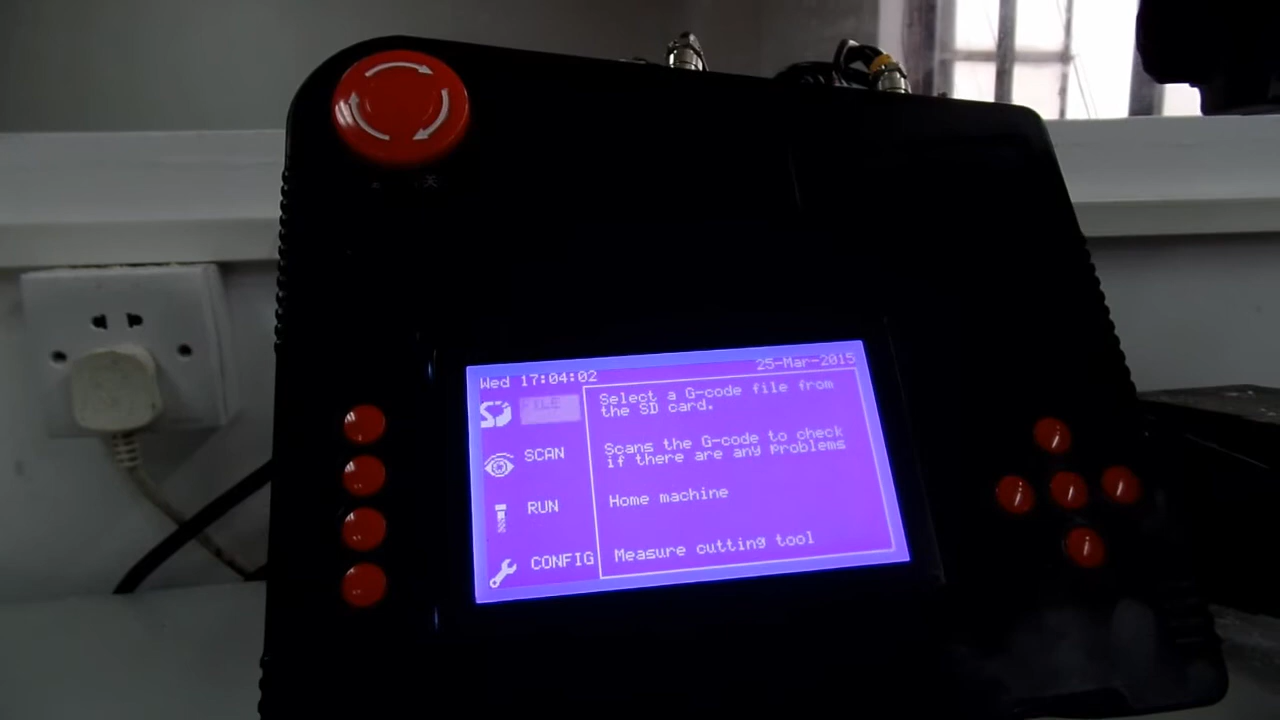 Wed 17:04:02
25-Mar-2015
FILE
SCAN
RUN
CONFIG
Select a G-code file from
the SD card.
Scans the G-code to check
if there are any problems
Home machine
Measure cutting tool